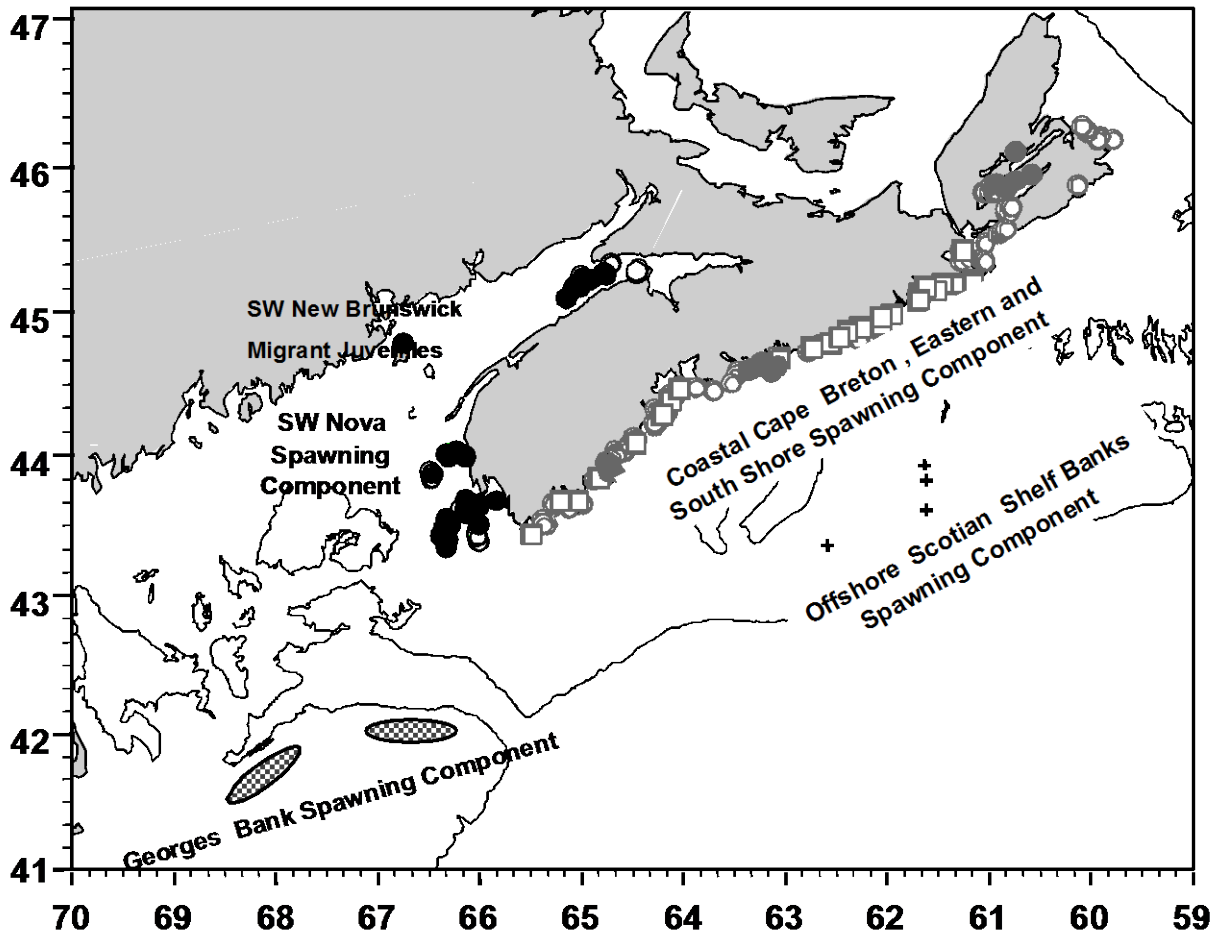 47
46
45
44
43
42
41
SW New Brunswick
Migrant Juveniles
SW Nova
Spawning
Component
Coastal Cape Breton , Eastern and
South Shore Spawning Component
Offshore Scotian Shelf Banks
Spawning Component
Georges Bank Spawning Component
70 69 68 67 66 65 64 63 62 61 60 59